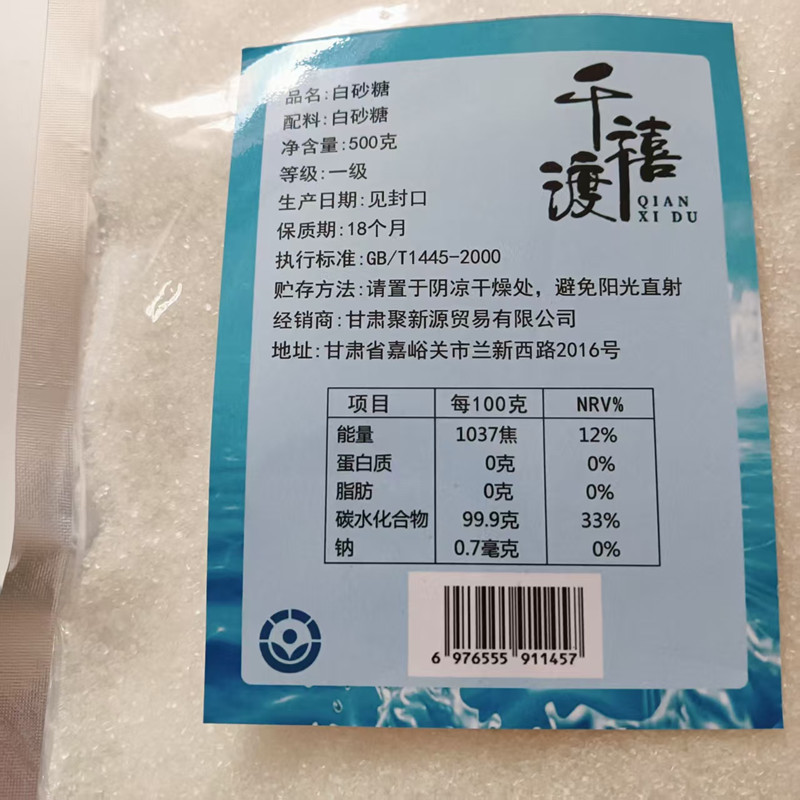 千禧渡
QIAN
XI DU
品名:白砂糖
配料:白砂糖
净含量:500克
等级:一级
生产日期:见封口
保质期:18个月
执行标准:GB/T1445-2000
贮存方法:请置于阴凉干燥处，避免阳光直射
经销商:甘肃聚新源贸易有限公司
地址:甘肃省嘉峪关市兰新西路2016号
项目 每100克 NRV%
能量 1037焦 12%
蛋白质 0克 0%
脂肪 0克 0%
碳水化合物 99.9克 33%
钠 0.7毫克 0%
6 976555 911457